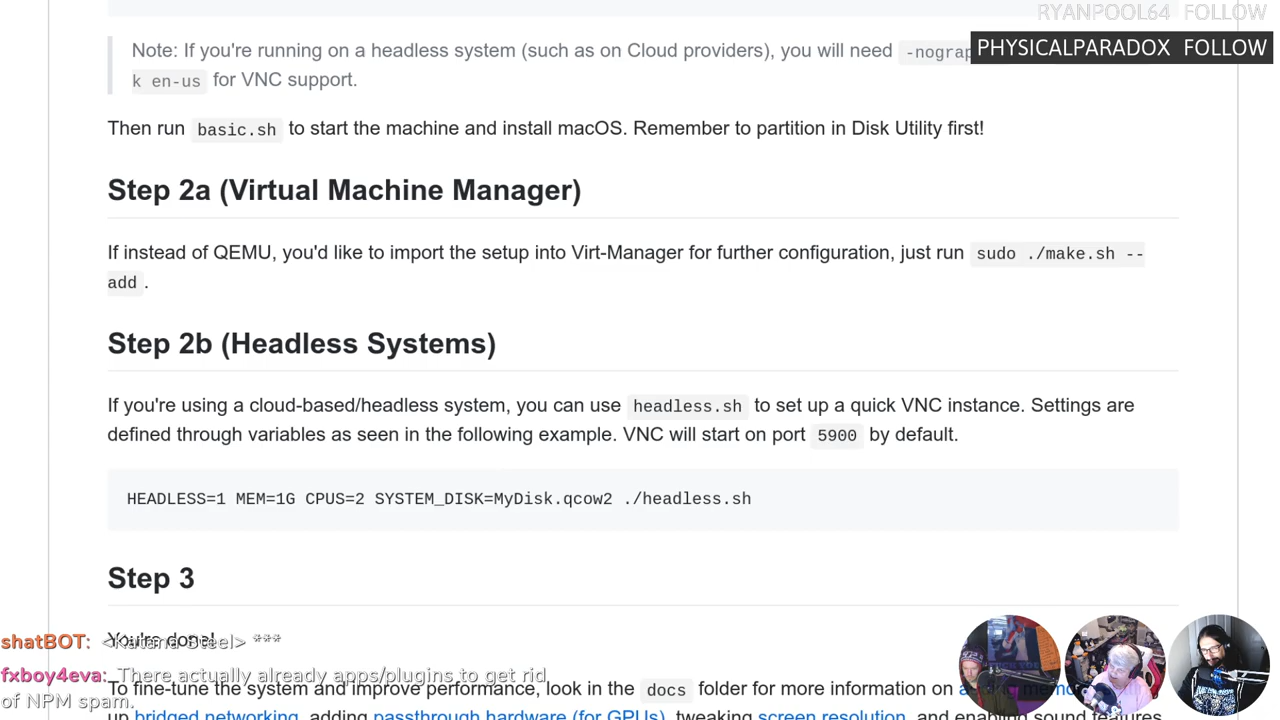 RYANPOOL64 FOLLOW
PHYSICALPARADOX FOLLOW
Note: If you're running on a headless system (such as on Cloud providers), you will need
k en-us for VNC support.
Then run basic.sh to start the machine and install macOS. Remember to partition in Disk Utility first!
Step 2a (Virtual Machine Manager)
If instead of QEMU, you'd like to import the setup into Virt-Manager for further configuration, just run sudo ./make.sh --
add .
Step 2b (Headless Systems)
If you're using a cloud-based/headless system, you can use headless.sh to set up a quick VNC instance. Settings are
defined through variables as seen in the following example. VNC will start on port 5900 by default.
HEADLESS=1 MEM=1G CPUS=2 SYSTEM_DISK=MyDisk.qcow2 ./headless.sh
Step 3
You're done!
shatBOT: <Katana Steel> ***
fxboy4eva: There actually already apps/plugins to get rid
of NPM spam.
To fine-tune the system and improve performance, look in the docs folder for more information on
up bridged networking, adding passthrough hardware (for GPUs), tweaking screen resolution, and enabling sound features